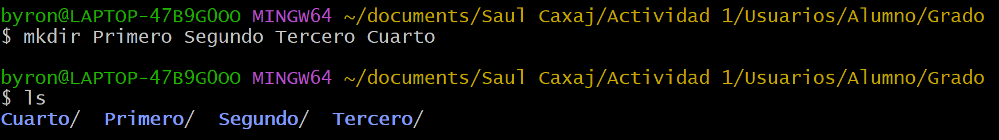 byron@LAPTOP-47B9G0OO MINGW64 ~/documents/Saul Caxaj/Actividad 1/Usuarios/Alumno/Grado
$ mkdir Primero Segundo Tercero Cuarto
byron@LAPTOP-47B9G0OO MINGW64 ~/documents/Saul Caxaj/Actividad 1/Usuarios/Alumno/Grado
$ ls
Cuarto/  Primero/  Segundo/  Tercero/